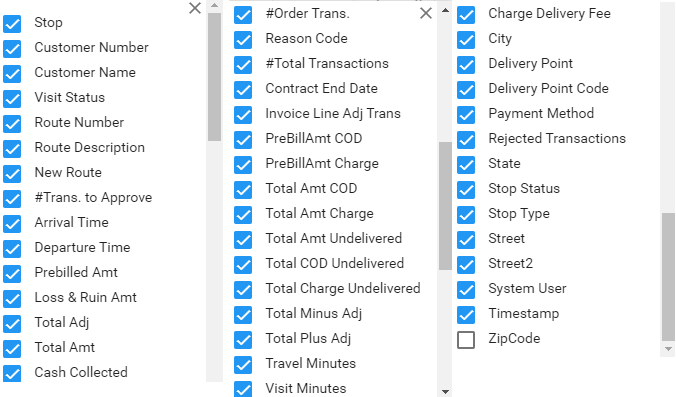 Stop
Customer Number
Customer Name
Visit Status
Route Number
Route Description
New Route
#Trans. to Approve
Arrival Time
Departure Time
Prebilled Amt
Loss & Ruin Amt
Total Adj
Total Amt
Cash Collected
#Order Trans.
Reason Code
#Total Transactions
Contract End Date
Invoice Line Adj Trans
PreBillAmt COD
PreBillAmt Charge
Total Amt COD
Total Amt Charge
Total Amt Undelivered
Total COD Undelivered
Total Charge Undelivered
Total Minus Adj
Total Plus Adj
Travel Minutes
Visit Minutes
Charge Delivery Fee
City
Delivery Point
Delivery Point Code
Payment Method
Rejected Transactions
State
Stop Status
Stop Type
Street
Street2
System User
Timestamp
ZipCode